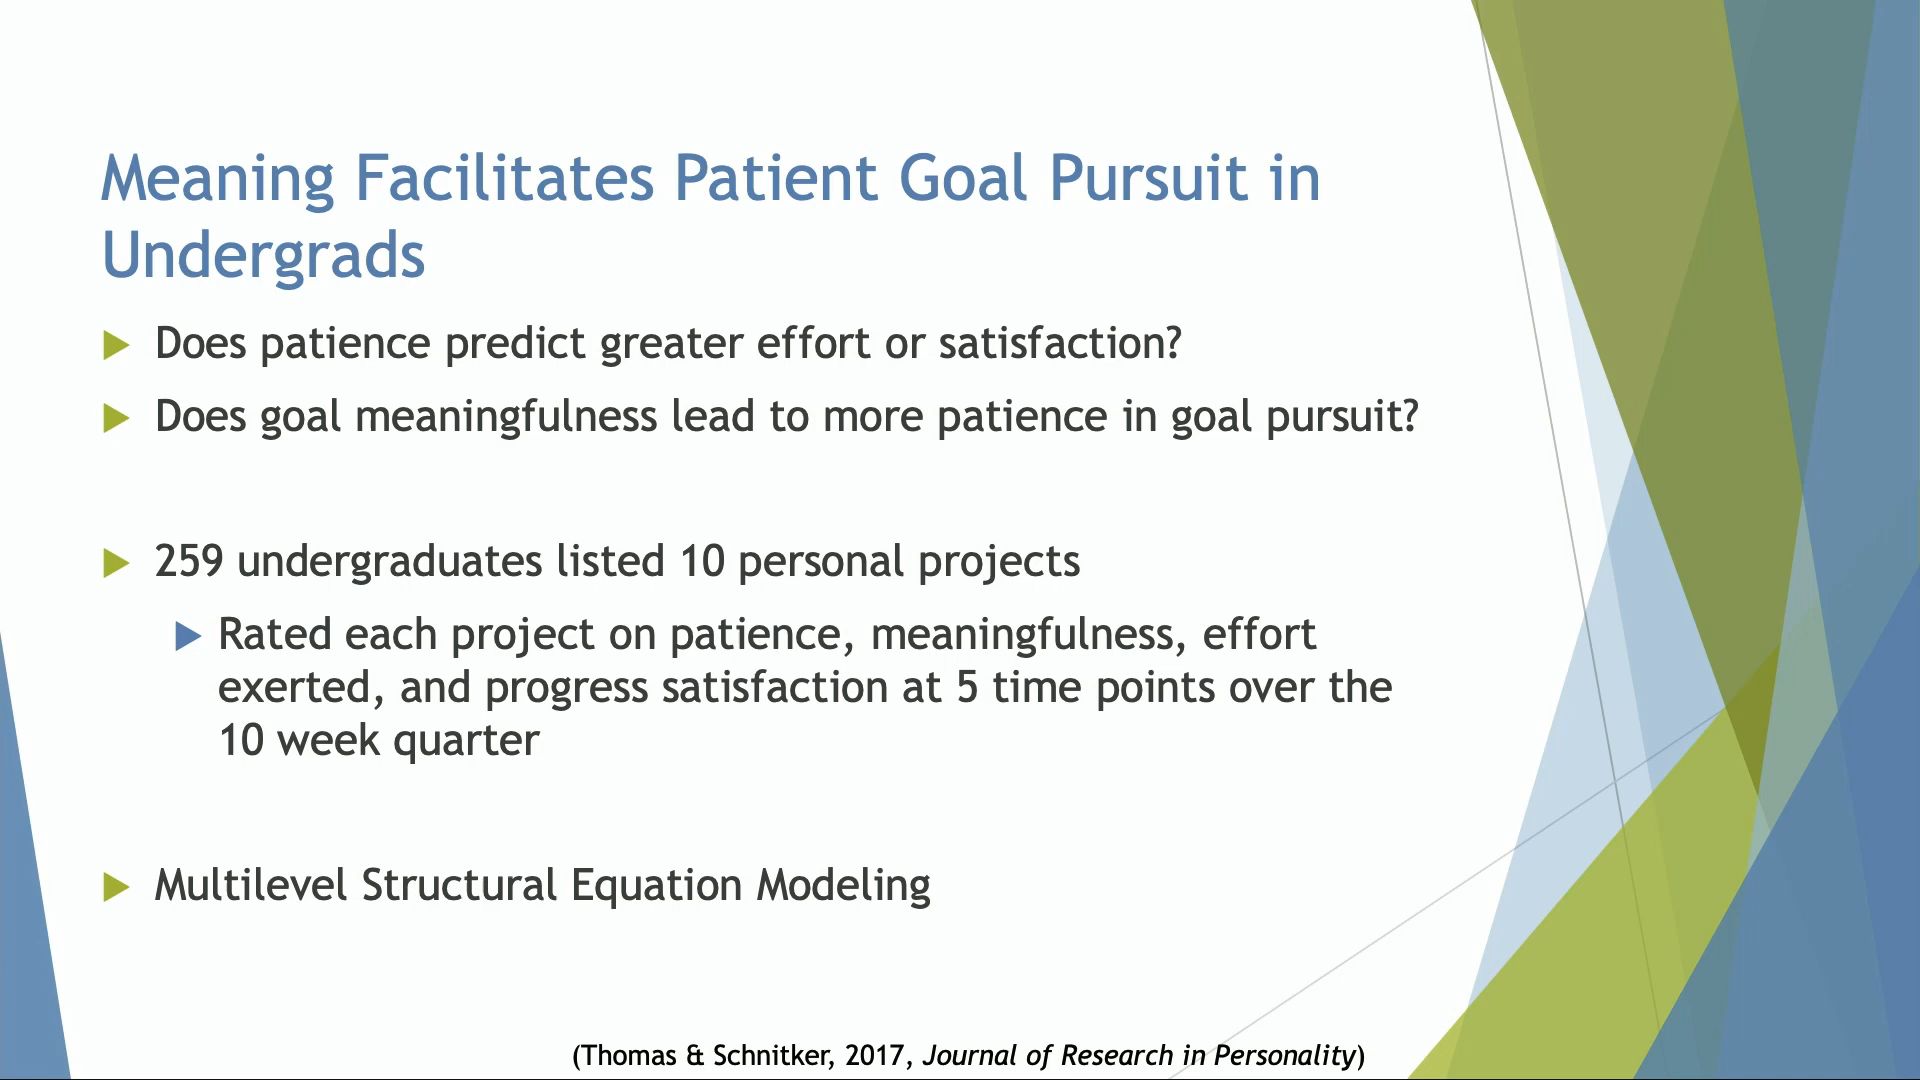 Meaning Facilitates Patient Goal Pursuit in
Undergrads
Does patience predict greater effort or satisfaction?
Does goal meaningfulness lead to more patience in goal pursuit?
259 undergraduates listed 10 personal projects
Rated each project on patience, meaningfulness, effort
exerted, and progress satisfaction at 5 time points over the
10 week quarter
Multilevel Structural Equation Modeling
(Thomas & Schnitker, 2017, Journal of Research in Personality)